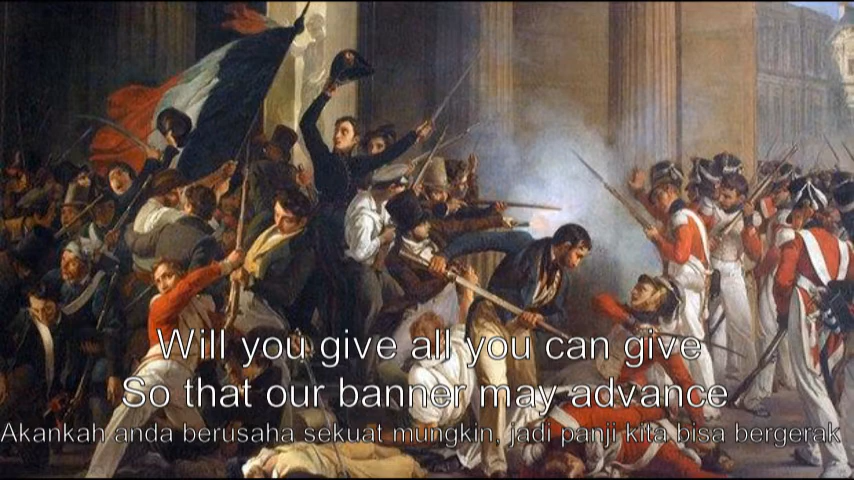 Will you give all you can give
So that our banner may advance
Akankah anda berusaha sekuat mungkin, jadi panji kita bisa bergerak